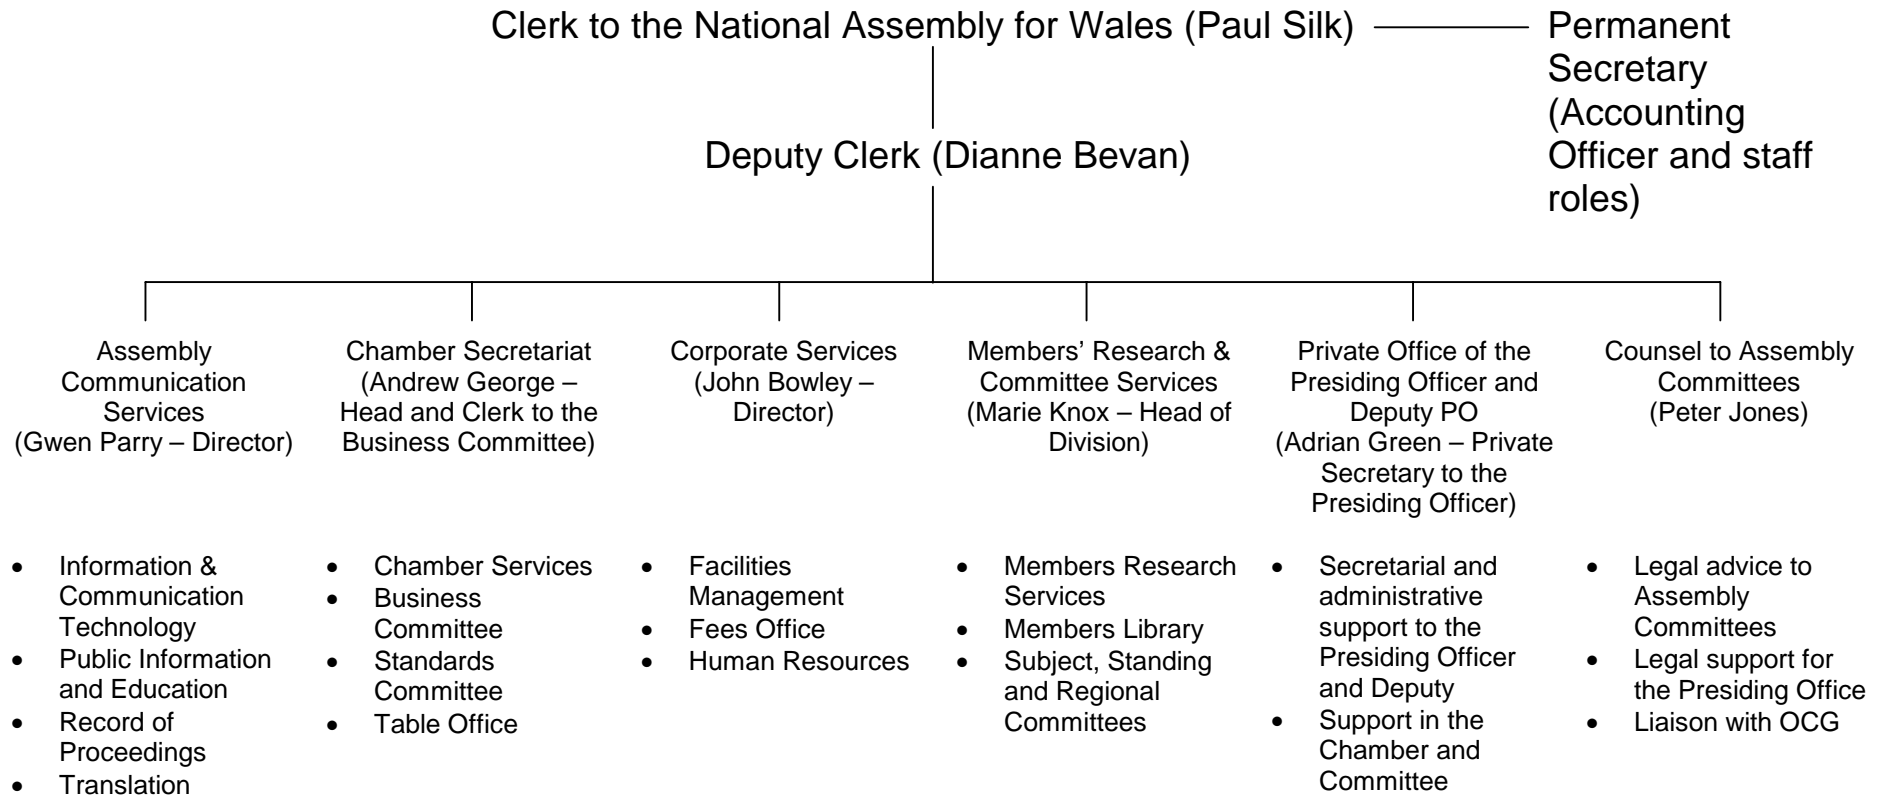 Clerk to the National Assembly for Wales (Paul Silk)
Permanent
Secretary
(Accounting
Officer and staff
roles)
Deputy Clerk (Dianne Bevan)
Assembly
Communication
Services
(Gwen Parry – Director)
Chamber Secretariat
(Andrew George –
Head and Clerk to the
Business Committee)
Corporate Services
(John Bowley –
Director)
Members’ Research &
Committee Services
(Marie Knox – Head of
Division)
Private Office of the
Presiding Officer and
Deputy PO
(Adrian Green – Private
Secretary to the
Presiding Officer)
Counsel to Assembly
Committees
(Peter Jones)
• Information &
Communication
Technology
• Public Information
and Education
• Record of
Proceedings
• Translation
• Chamber Services
• Business
Committee
• Standards
Committee
• Table Office
• Facilities
Management
• Fees Office
• Human Resources
• Members Research
Services
• Members Library
• Subject, Standing
and Regional
Committees
• Secretarial and
administrative
support to the
Presiding Officer
and Deputy
• Support in the
Chamber and
Committee
• Legal advice to
Assembly
Committees
• Legal support for
the Presiding Office
• Liaison with OCG